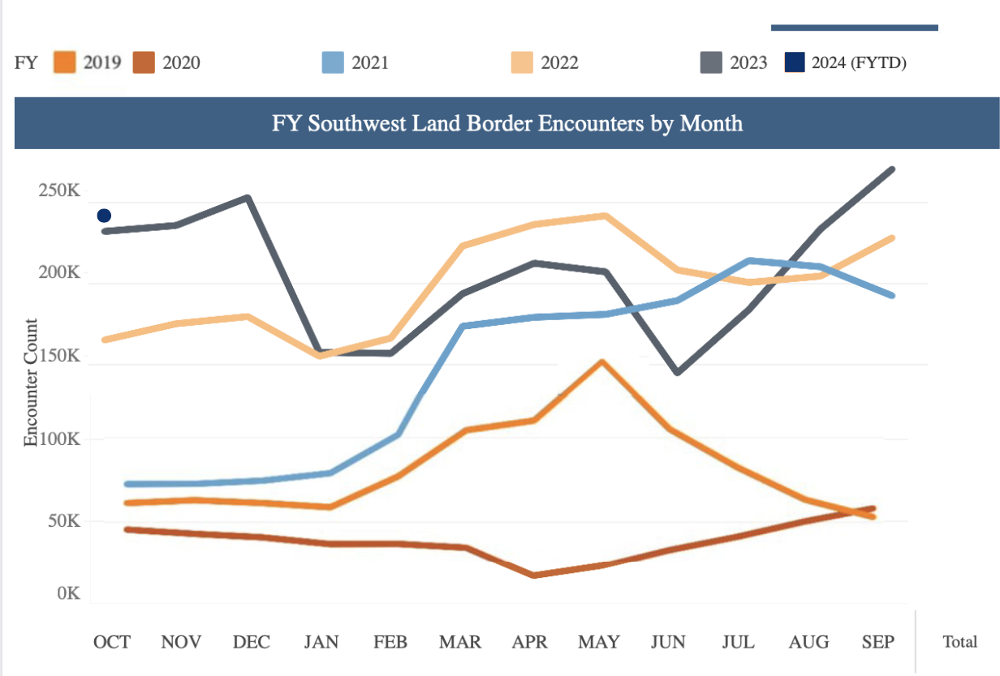 FY 2019 2020 2021 2022 2023 2024 (FYTD)
FY Southwest Land Border Encounters by Month
Encounter Count
250K
200K
150K
100K
50K
0K
OCT NOV DEC JAN FEB MAR APR MAY JUN JUL AUG SEP Total